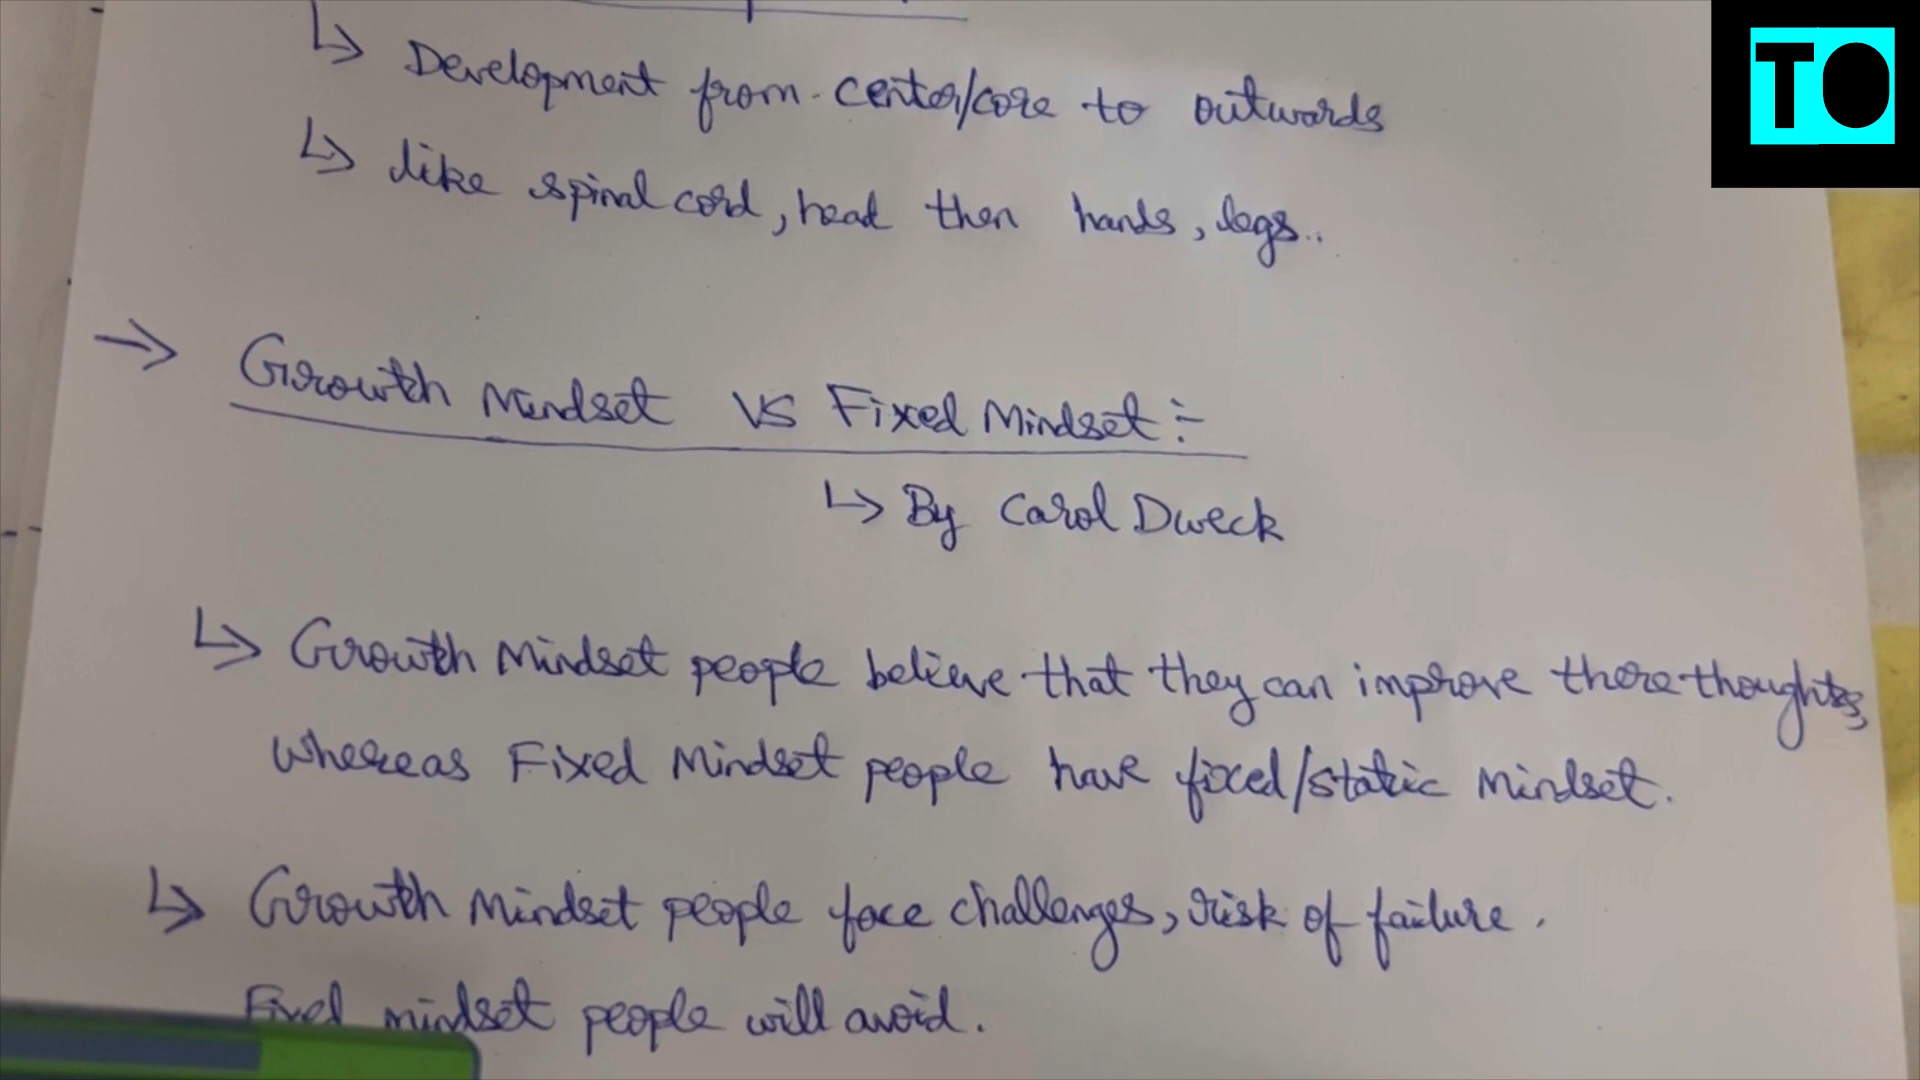 ↳ Development from center/core to outwards
↳ like spinal cord, head then hands, legs..
→ Growth Mindset VS Fixed Mindset :-
↳ By Carol Dweck
↳ Growth Mindset people believe that they can improve there thoughts,
whereas Fixed Mindset people have fixed/static Mindset.
↳ Growth Mindset people face challenges, risk of failure.
Fixed mindset people will avoid.
TO